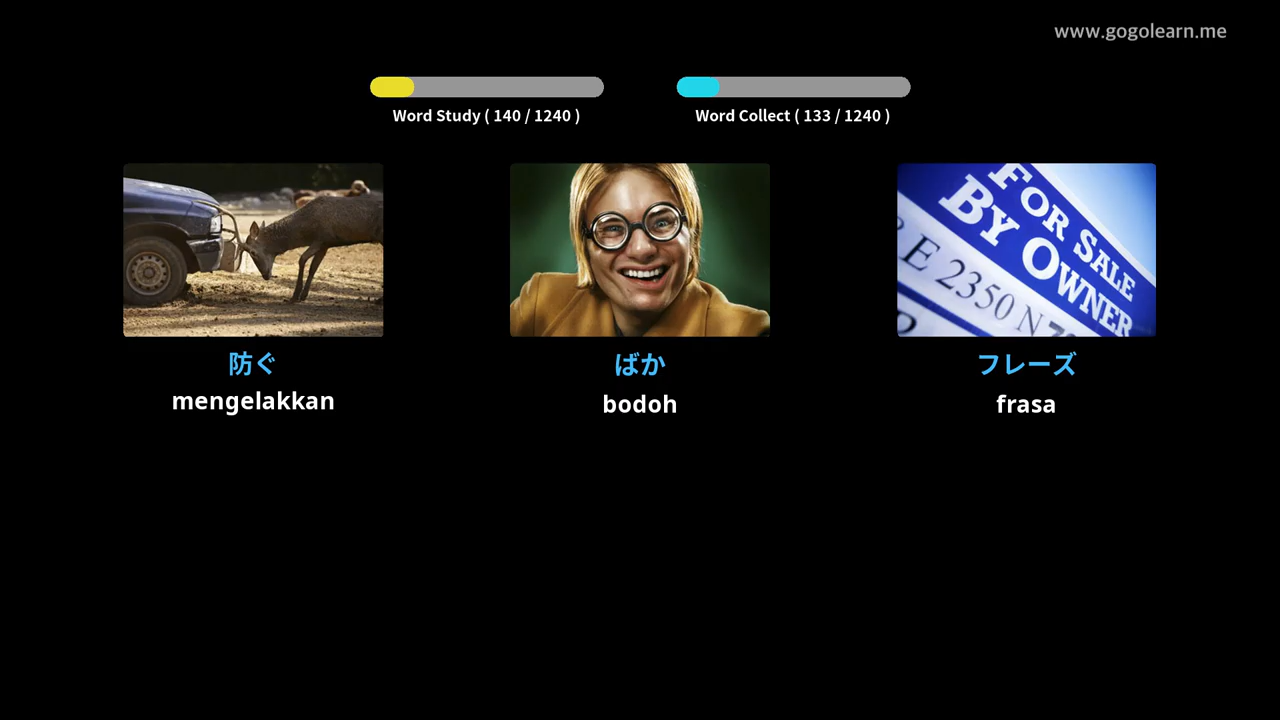 www.gogolearn.me
Word Study ( 140 / 1240 )
Word Collect ( 133 / 1240 )
FOR SALE
BY OWNER
E 2350 N
防ぐ
mengelakkan
ばか
bodoh
フレーズ
frasa